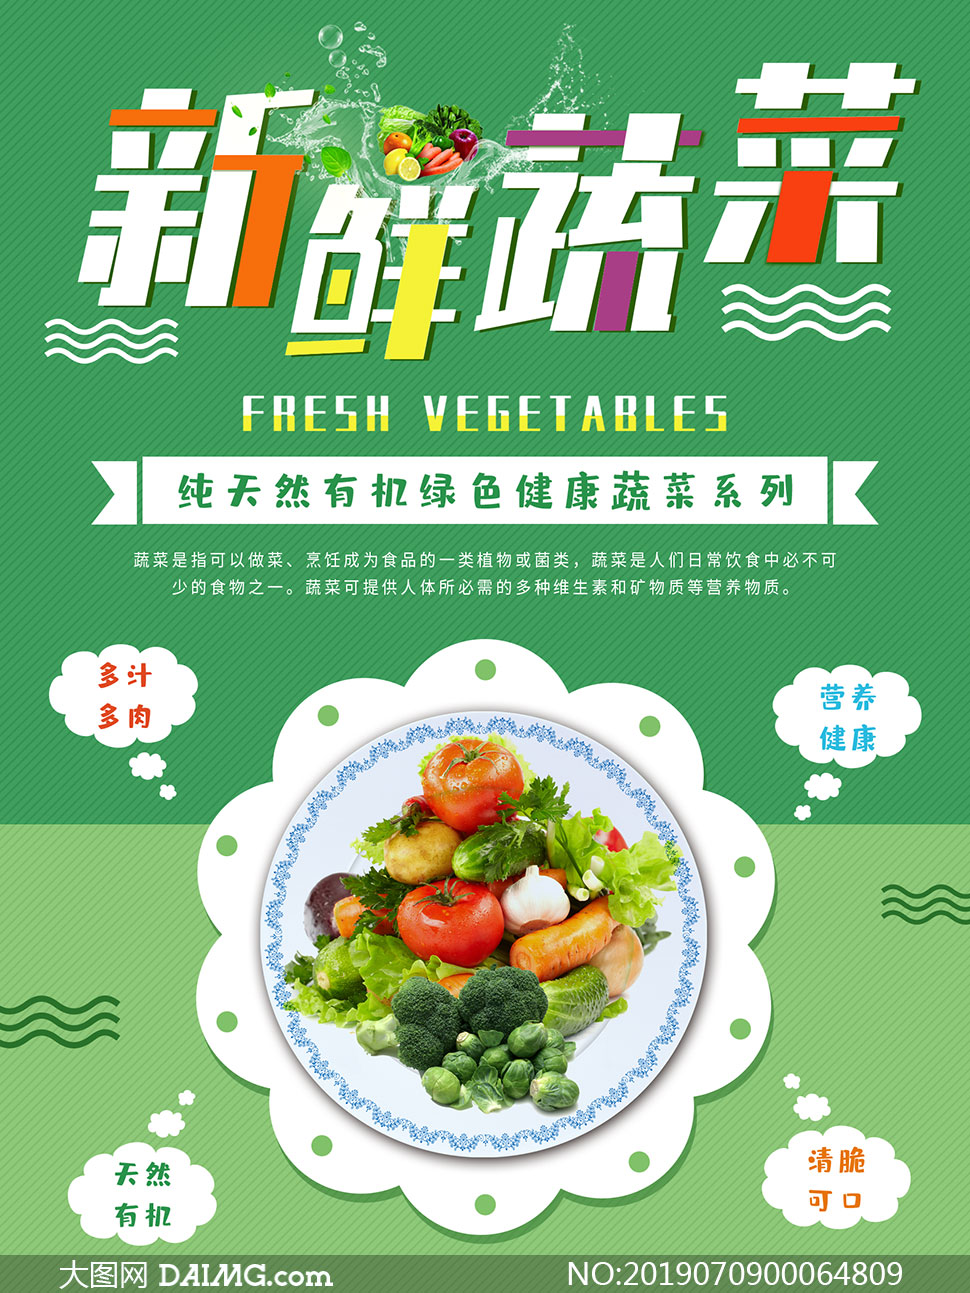 新鲜蔬菜
FRESH VEGETABLES
纯天然有机绿色健康蔬菜系列
蔬菜是指可以做菜、烹饪成为食品的一类植物或菌类，蔬菜是人们日常饮食中必不可
少的食物之一。蔬菜可提供人体所必需的多种维生素和矿物质等营养物质。
多汁
多肉
营养
健康
天然
有机
清脆
可口
大图网 DAIMG.com
NO:2019070900064809